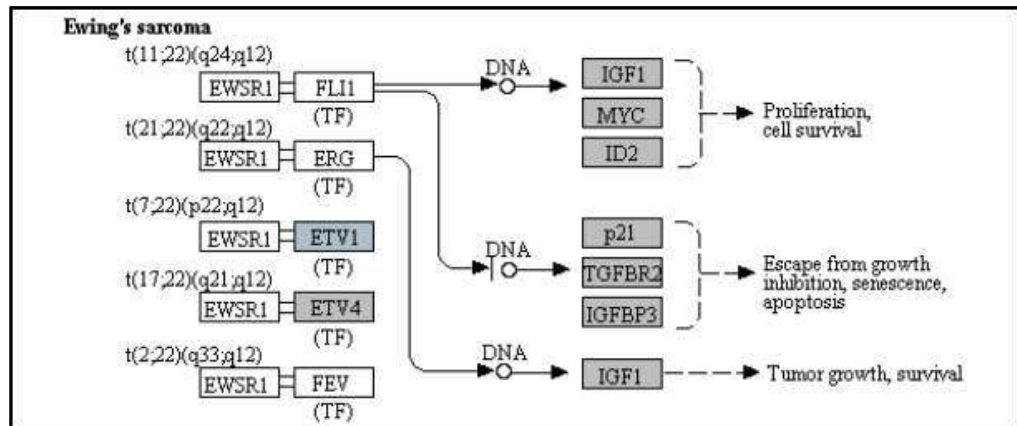 Ewing's sarcoma
t(11;22)(q24;q12)
EWSR1 FLI1
(TF)
DNA
IGF1
MYC
ID2
Proliferation,
cell survival
t(21;22)(q22;q12)
EWSR1 ERG
(TF)
t(7;22)(p22;q12)
EWSR1 ETV1
(TF)
DNA
p21
TGFBR2
IGFBP3
Escape from growth
inhibition, senescence,
apoptosis
t(17;22)(q21;q12)
EWSR1 ETV4
(TF)
t(2;22)(q33;q12)
EWSR1 FEV
(TF)
DNA
IGF1
Tumor growth, survival